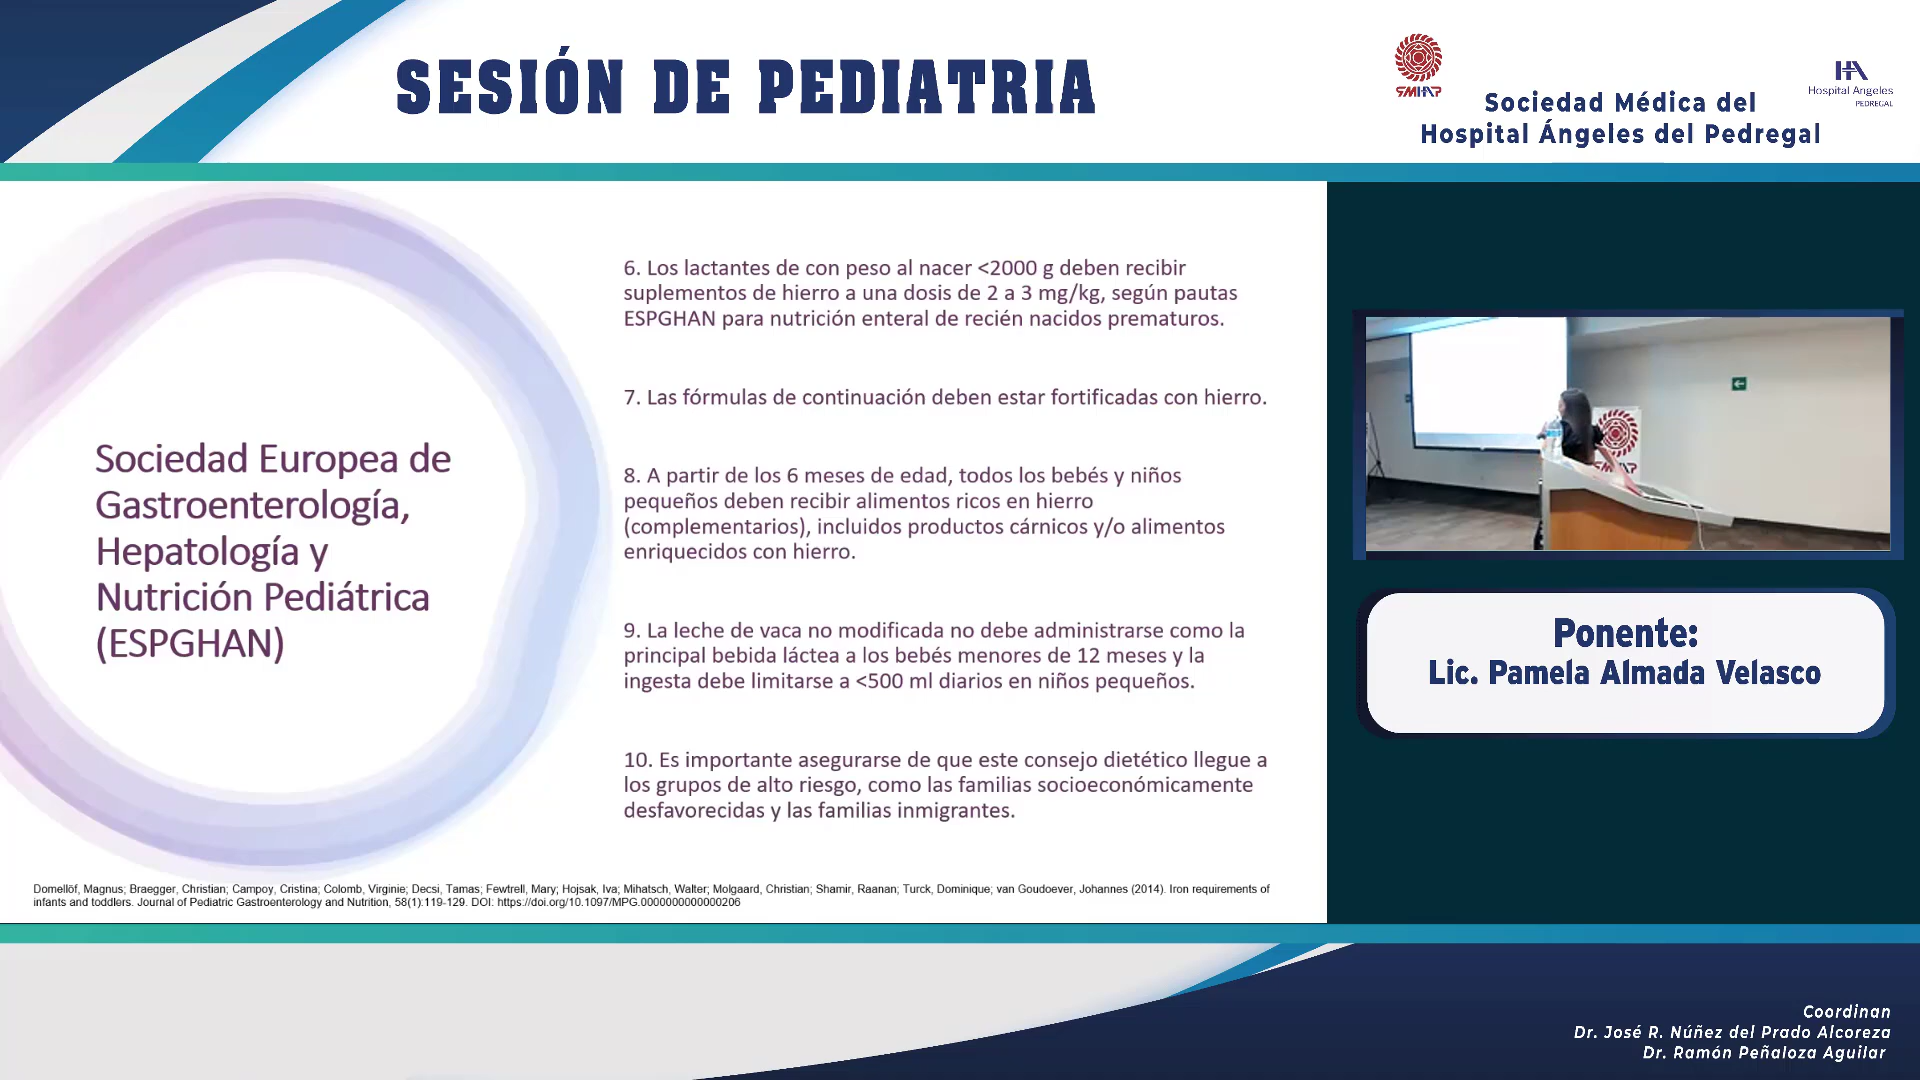 SESIÓN DE PEDIATRIA
SMHAP
Sociedad Médica del
Hospital Ángeles del Pedregal
HA
Hospital Angeles
PEDREGAL
Sociedad Europea de
Gastroenterología,
Hepatología y
Nutrición Pediátrica
(ESPGHAN)
6. Los lactantes de con peso al nacer <2000 g deben recibir
suplementos de hierro a una dosis de 2 a 3 mg/kg, según pautas
ESPGHAN para nutrición enteral de recién nacidos prematuros.
7. Las fórmulas de continuación deben estar fortificadas con hierro.
8. A partir de los 6 meses de edad, todos los bebés y niños
pequeños deben recibir alimentos ricos en hierro
(complementarios), incluidos productos cárnicos y/o alimentos
enriquecidos con hierro.
9. La leche de vaca no modificada no debe administrarse como la
principal bebida láctea a los bebés menores de 12 meses y la
ingesta debe limitarse a <500 ml diarios en niños pequeños.
10. Es importante asegurarse de que este consejo dietético llegue a
los grupos de alto riesgo, como las familias socioeconómicamente
desfavorecidas y las familias inmigrantes.
Domellöf, Magnus; Braegger, Christian; Campoy, Cristina; Colomb, Virginie; Decsi, Tamas; Fewtrell, Mary; Hojsak, Iva; Mihatsch, Walter; Molgaard, Christian; Shamir, Raanan; Turck, Dominique; van Goudoever, Johannes (2014). Iron requirements of
infants and toddlers. Journal of Pediatric Gastroenterology and Nutrition, 58(1):119-129. DOI: https://doi.org/10.1097/MPG.0000000000000206
Ponente:
Lic. Pamela Almada Velasco
Coordinan
Dr. José R. Núñez del Prado Alcoreza
Dr. Ramón Peñaloza Aguilar